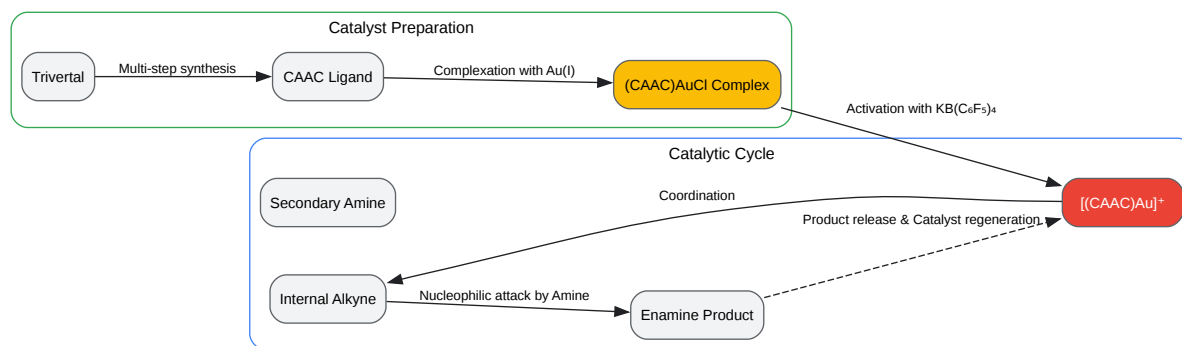 Catalyst Preparation
Trivertal
Multi-step synthesis
CAAC Ligand
Complexation with Au(I)
(CAAC)AuCl Complex
Activation with KB(C₆F₅)₄
Catalytic Cycle
Secondary Amine
Coordination
[(CAAC)Au]⁺
Product release & Catalyst regeneration
Internal Alkyne
Nucleophilic attack by Amine
Enamine Product